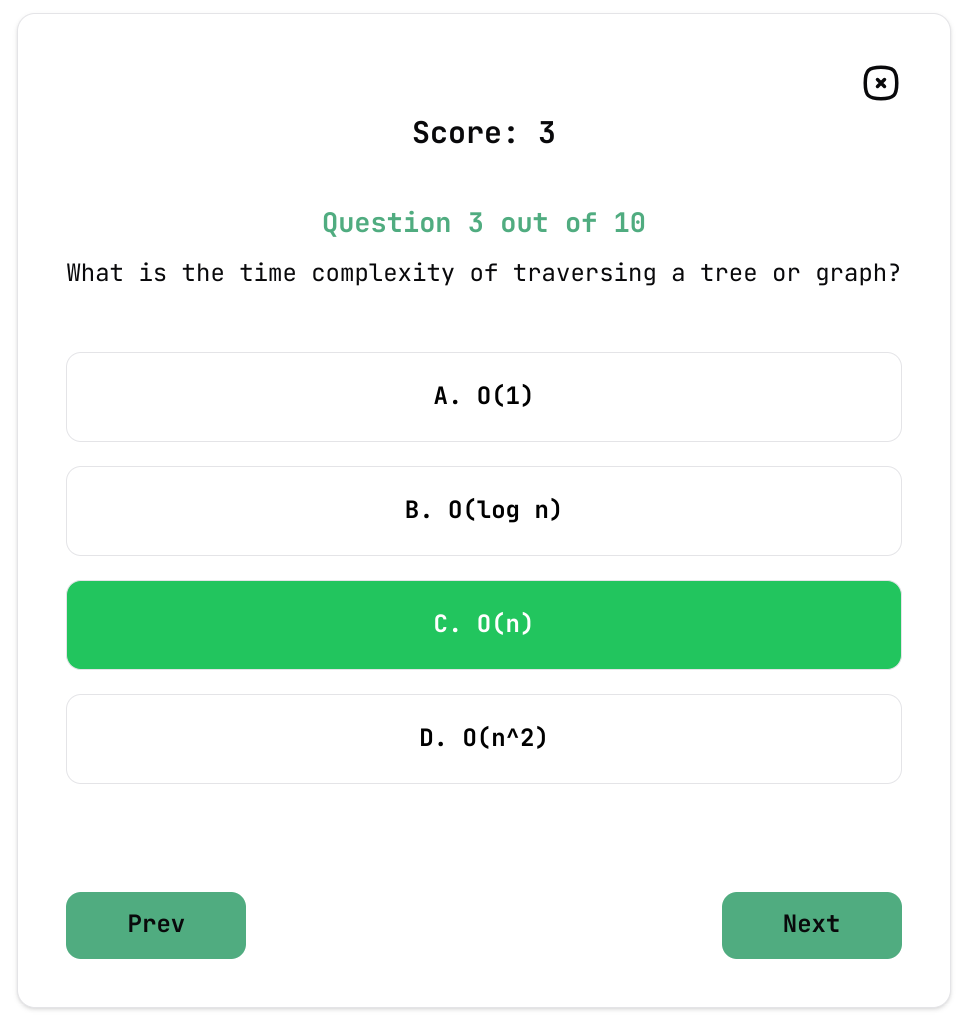 Score: 3
Question 3 out of 10
What is the time complexity of traversing a tree or graph?
A. O(1)
B. O(log n)
C. O(n)
D. O(n^2)
Prev
Next